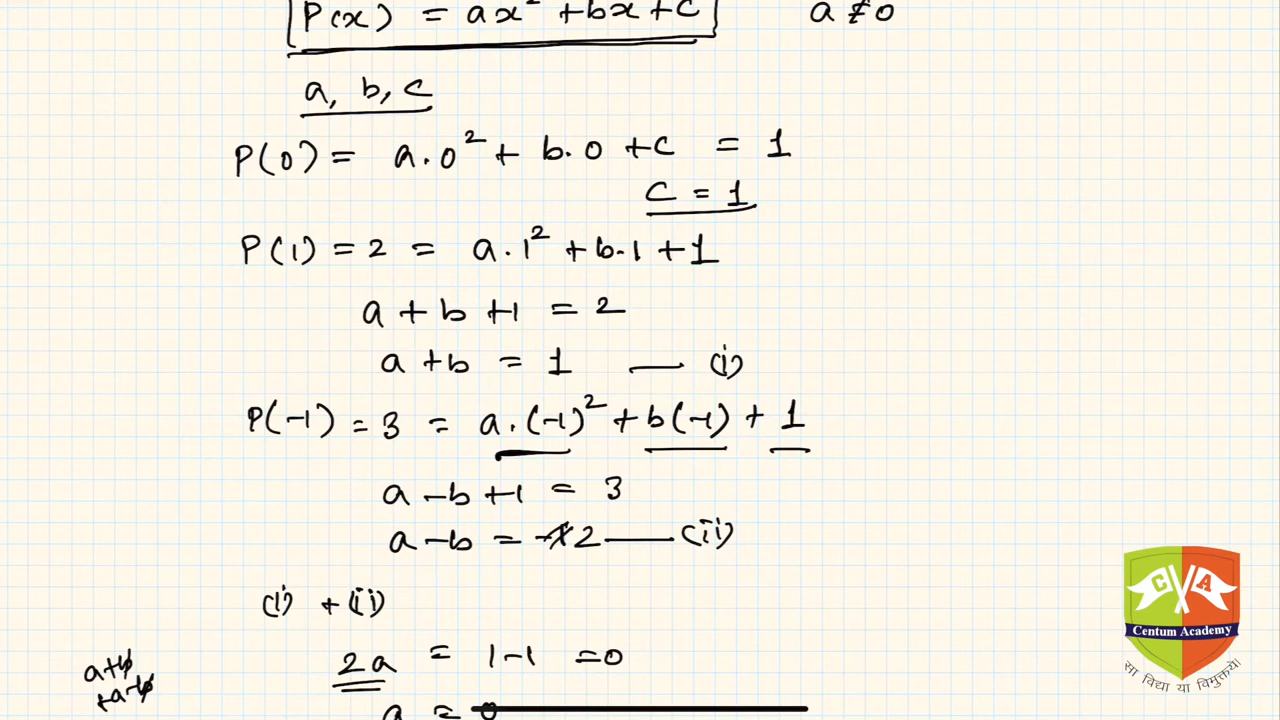 P(x) = ax² + bx + c    a ≠ 0
a, b, c
P(0) = a.0² + b.0 + c = 1
c = 1
P(1) = 2 = a.1² + b.1 + 1
a + b + 1 = 2
a + b = 1 —— (i)
P(-1) = 3 = a.(-1)² + b(-1) + 1
a - b + 1 = 3
a - b = 2 —— (ii)
(i) + (ii)
2a = 1-1 = 0
a+b
+a-b
a = 0
C A
Centum Academy
सा विद्या या विमुक्तये